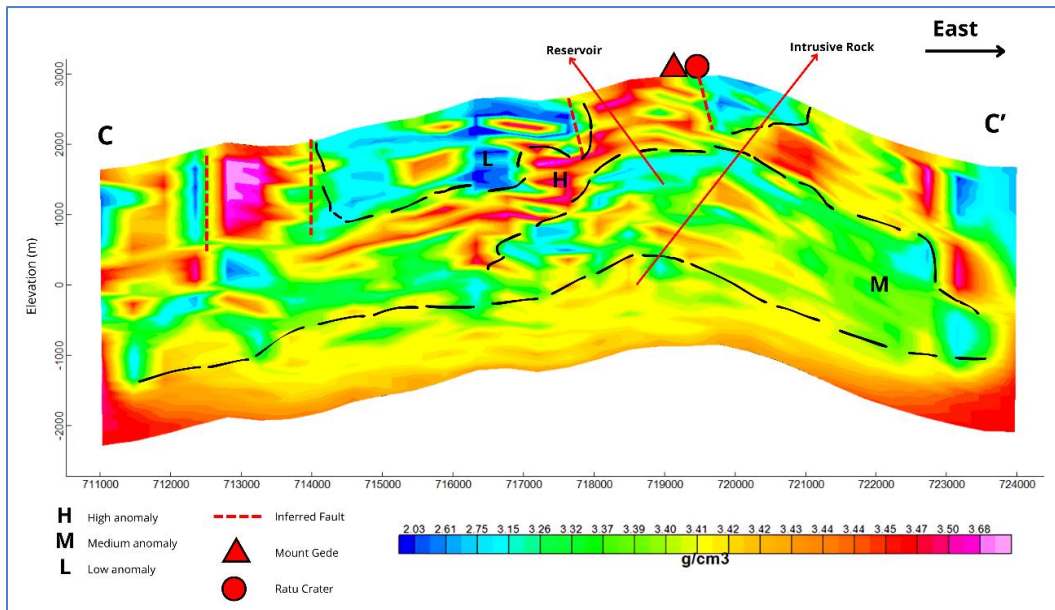 East
Reservoir
Intrusive Rock
C
C'
L
H
M
Elevation (m)
3000
2000
1000
0
-1000
-2000
711000 712000 713000 714000 715000 716000 717000 718000 719000 720000 721000 722000 723000 724000
H High anomaly
M Medium anomaly
L Low anomaly
Inferred Fault
Mount Gede
Ratu Crater
2.03 2.61 2.75 3.15 3.26 3.32 3.37 3.39 3.40 3.41 3.42 3.42 3.43 3.44 3.44 3.45 3.47 3.50 3.68
g/cm3